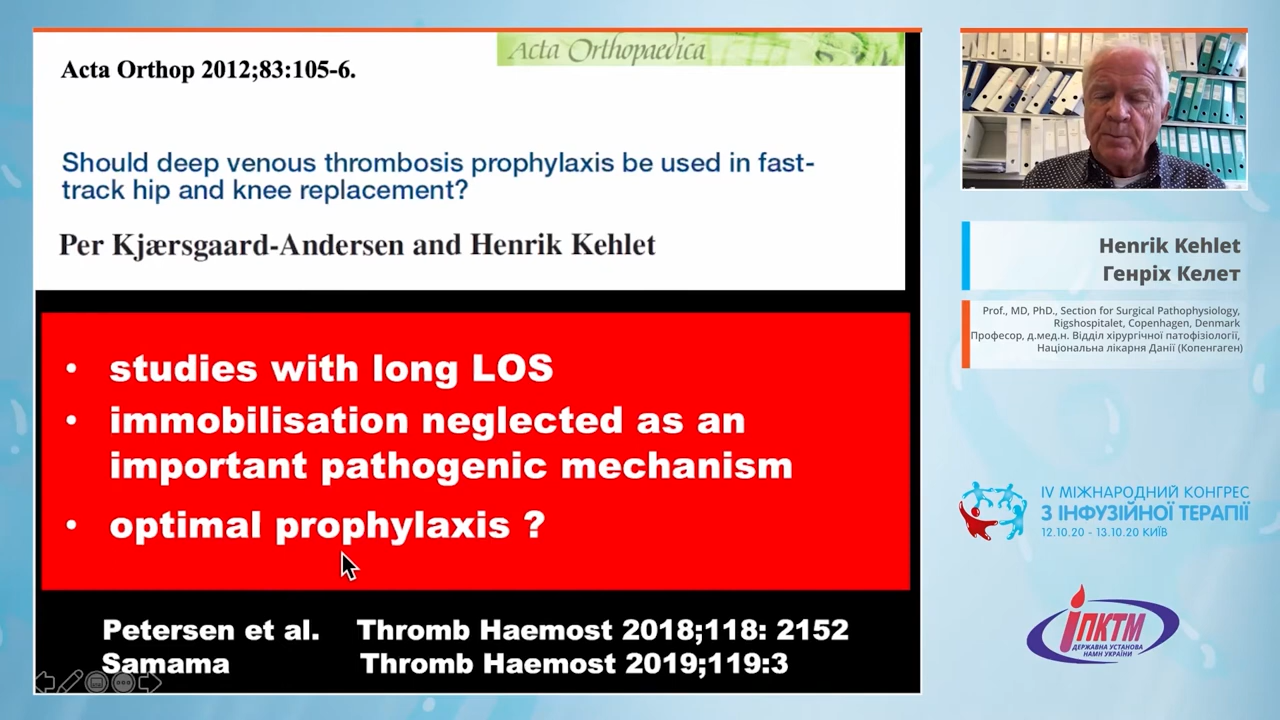 Acta Orthopaedica
Acta Orthop 2012;83:105-6.
Should deep venous thrombosis prophylaxis be used in fast-
track hip and knee replacement?
Per Kjærsgaard-Andersen and Henrik Kehlet
• studies with long LOS
• immobilisation neglected as an
important pathogenic mechanism
• optimal prophylaxis ?
Petersen et al. Thromb Haemost 2018;118: 2152
Samama Thromb Haemost 2019;119:3
Henrik Kehlet
Генріх Келет
Prof., MD, PhD., Section for Surgical Pathophysiology,
Rigshospitalet, Copenhagen, Denmark
Професор, д.мед.н. Відділ хірургічної патофізіології,
Національна лікарня Данії (Копенгаген)
IV МІЖНАРОДНИЙ КОНГРЕС
З ІНФУЗІЙНОЇ ТЕРАПІЇ
12.10.20 - 13.10.20 КИЇВ
ІПКТМ
ДЕРЖАВНА УСТАНОВА
НАМН УКРАЇНИ